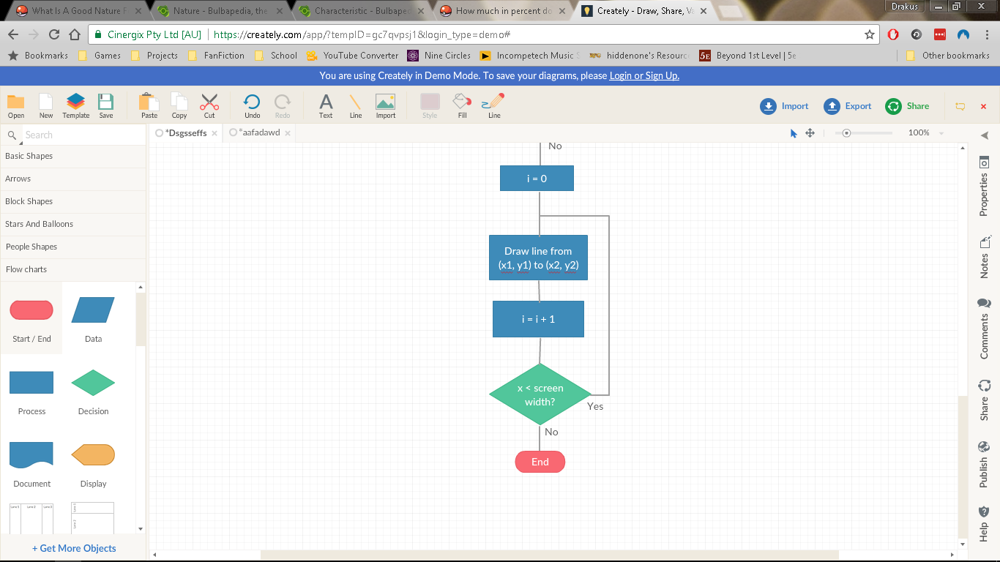 What Is A Good Nature F
Nature - Bulbapedia, the
Characteristic - Bulbaped
How much in percent do
Creately - Draw, Share, Va
Drakus
Cinergix Pty Ltd [AU]
https://creately.com/app/?tempID=gc7qvpsj1&login_type=demo#
Bookmarks
Games
Projects
FanFiction
School
YouTube Converter
Nine Circles
Incompetech Music S
hiddenone's Resourc
5E
Beyond 1st Level | 5e
Other bookmarks
You are using Creately in Demo Mode. To save your diagrams, please Login or Sign Up.
Open
New
Template
Save
Paste
Copy
Cut
Undo
Redo
Text
Line
Import
Style
Fill
Line
Import
Export
Share
Search
*Dsgsseffs
*aafadawd
100%
Basic Shapes
Arrows
Block Shapes
Stars And Balloons
People Shapes
Flow charts
Start / End
Data
Process
Decision
Document
Display
+ Get More Objects
No
i = 0
Draw line from
(x1, y1) to (x2, y2)
i = i + 1
x < screen
width?
Yes
No
End
Properties
Notes
Comments
Share
Publish
Help